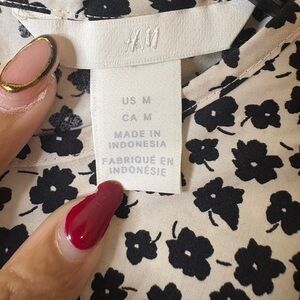 H&M
US M
CA M
MADE IN
INDONESIA
FABRIQUÉ EN
INDONÉSIE